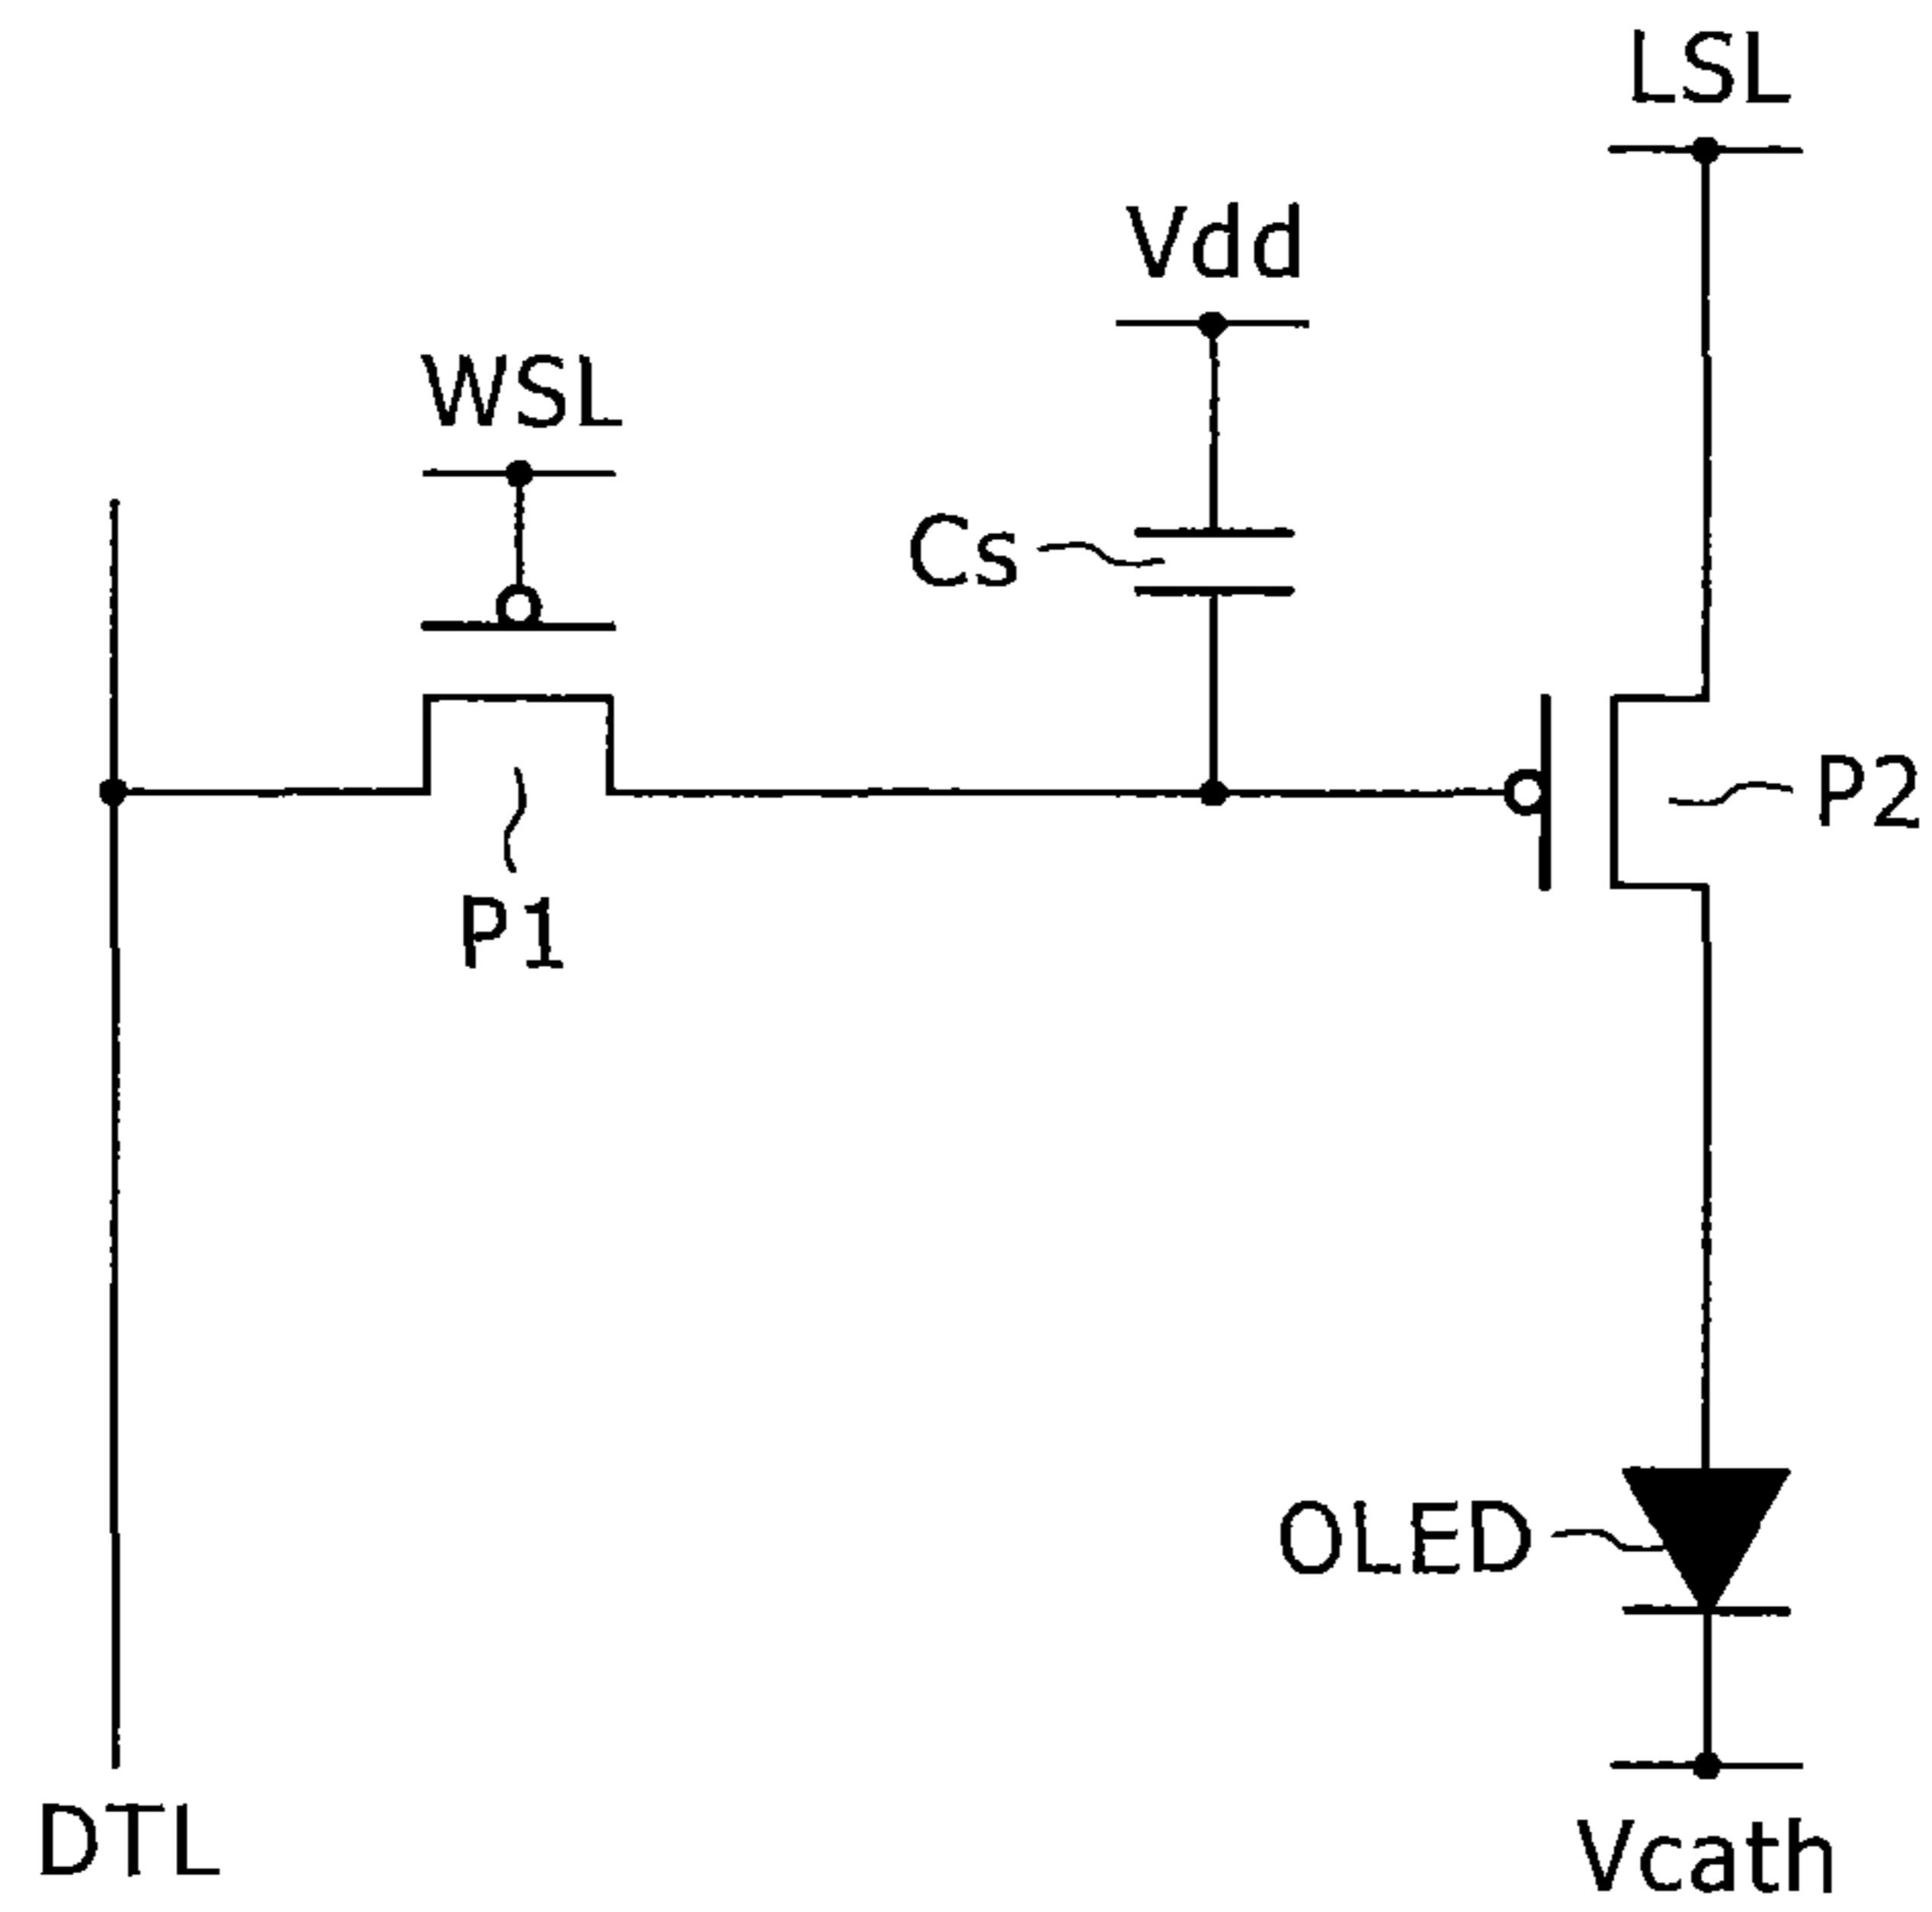 LSL
Vdd
WSL
Cs
P2
P1
OLED
DTL
Vcath